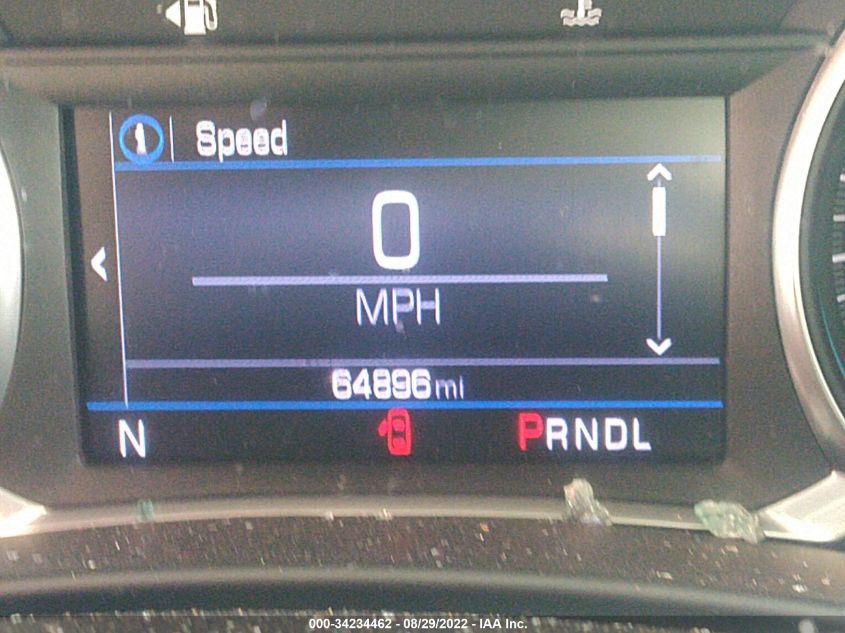 Speed
0
MPH
64896 mi
N PRNDL
000-34234462 - 08/29/2022 - IAA Inc.